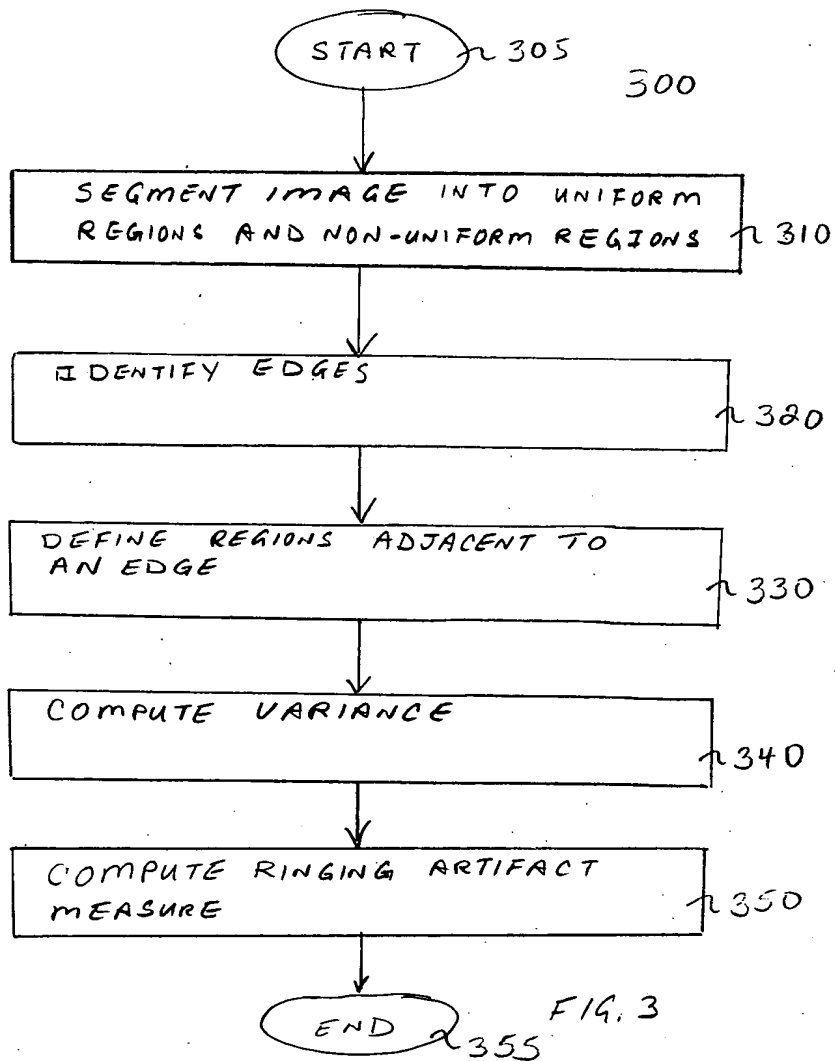 START 305
300
SEGMENT IMAGE INTO UNIFORM
REGIONS AND NON-UNIFORM REGIONS 310
IDENTIFY EDGES
320
DEFINE REGIONS ADJACENT TO
AN EDGE
330
COMPUTE VARIANCE
340
COMPUTE RINGING ARTIFACT
MEASURE 350
END 355
FIG. 3